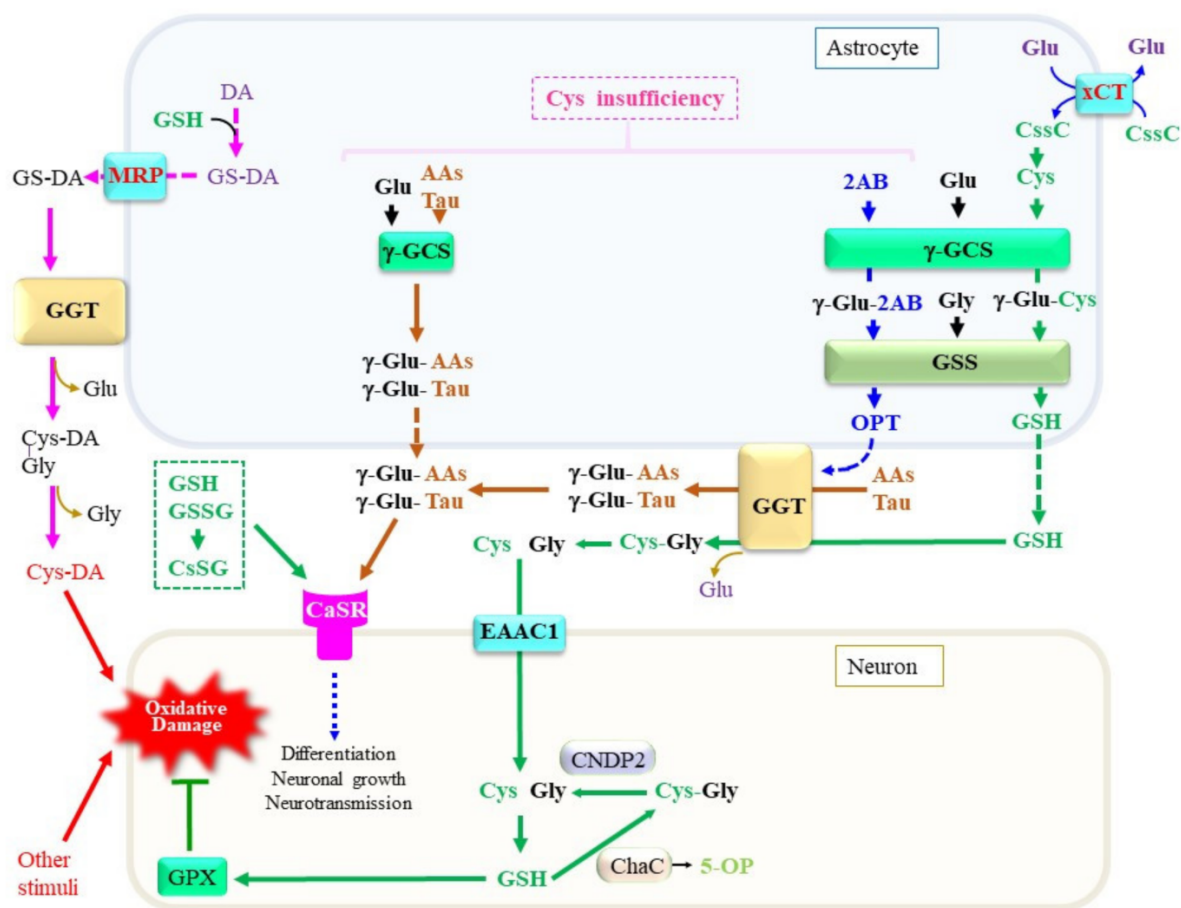 Astrocyte
Glu
Glu
xCT
CssC
CssC
Cys
Cys insufficiency
DA
GSH
GS-DA
MRP
GS-DA
Glu
AAs
Tau
γ-GCS
2AB
Glu
γ-GCS
γ-Glu-2AB
Gly
γ-Glu-Cys
GSS
OPT
GSH
γ-Glu- AAs
γ-Glu- Tau
GGT
Glu
Cys-DA
Gly
Gly
Cys-DA
GSH
GSSG
CsSG
γ-Glu- AAs
γ-Glu- Tau
γ-Glu- AAs
γ-Glu- Tau
GGT
AAs
Tau
Cys Gly
Cys-Gly
GSH
Glu
CaSR
EAAC1
Neuron
Oxidative
Damage
Differentiation
Neuronal growth
Neurotransmission
CNDP2
Cys Gly
Cys-Gly
ChaC
5-OP
GSH
GPX
Other
stimuli